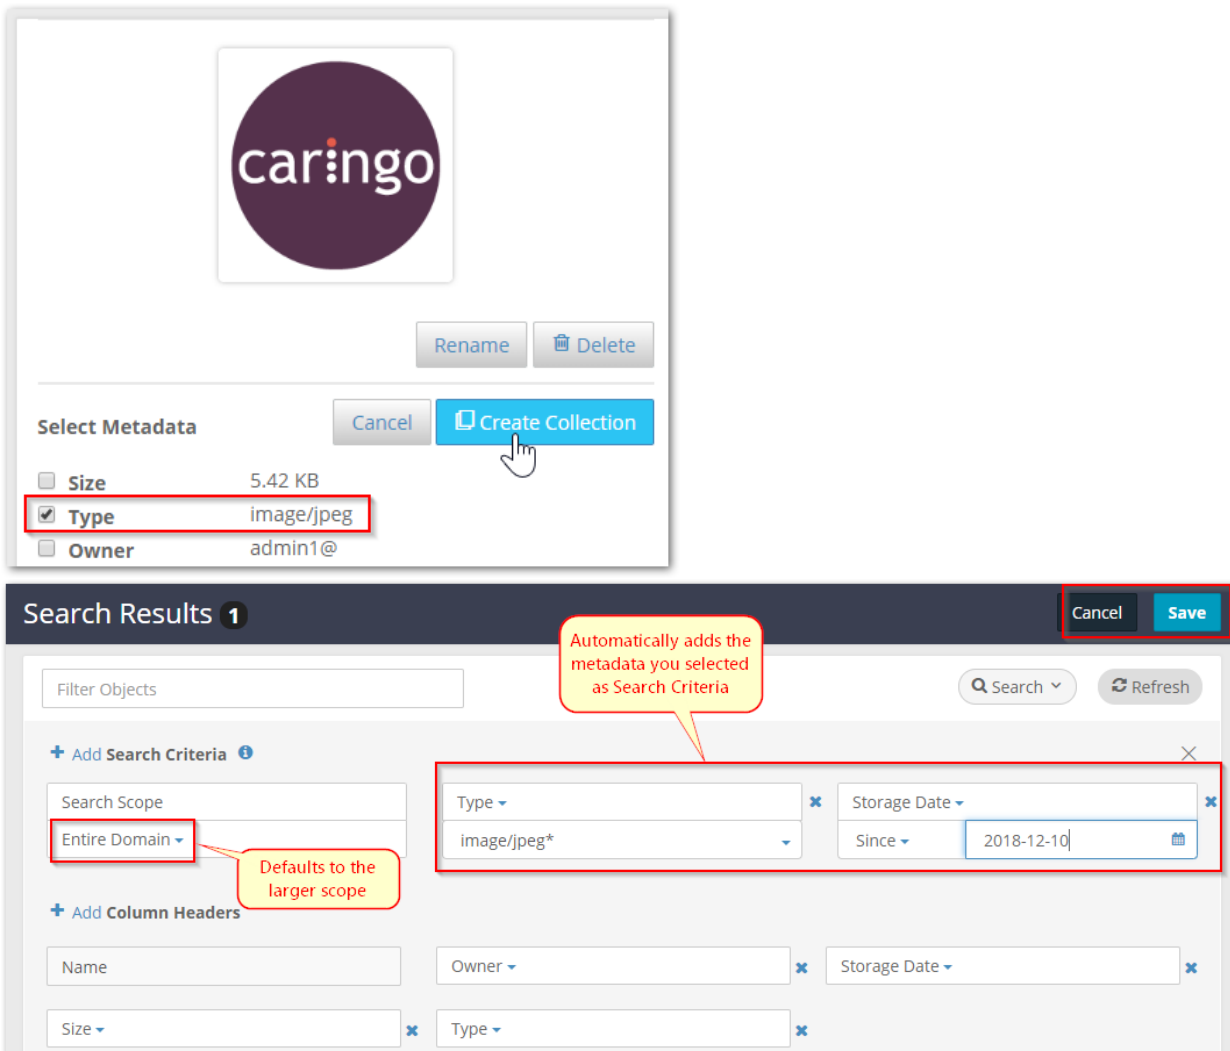 caringo
Rename
Delete
Select Metadata
Cancel
Create Collection
Size 5.42 KB
Type image/jpeg
Owner admin1@
Search Results 1
Cancel
Save
Automatically adds the
metadata you selected
as Search Criteria
Filter Objects
Search
Refresh
Add Search Criteria
Search Scope
Entire Domain
Type
image/jpeg*
Storage Date
Since
2018-12-10
Defaults to the
larger scope
Add Column Headers
Name
Owner
Storage Date
Size
Type